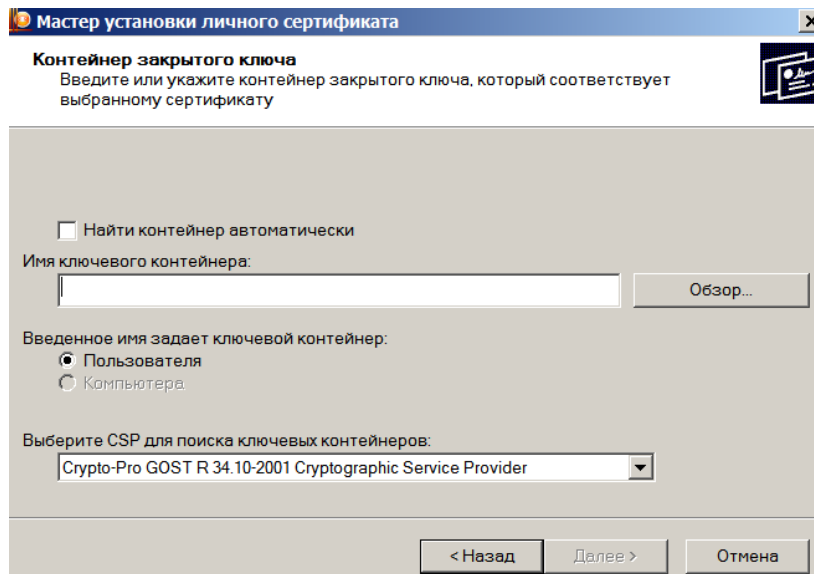 Мастер установки личного сертификата
Контейнер закрытого ключа
Введите или укажите контейнер закрытого ключа, который соответствует
выбранному сертификату
Найти контейнер автоматически
Имя ключевого контейнера:
Обзор...
Введенное имя задает ключевой контейнер:
Пользователя
Компьютера
Выберите CSP для поиска ключевых контейнеров:
Crypto-Pro GOST R 34.10-2001 Cryptographic Service Provider
< Назад
Далее >
Отмена